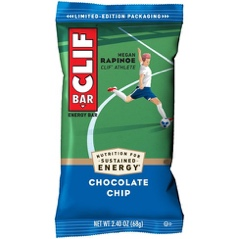 LIMITED-EDITION PACKAGING
CLIF
BAR
ENERGY BAR
MEGAN
RAPINOE
CLIF ATHLETE
NUTRITION FOR
SUSTAINED
ENERGY
CHOCOLATE
CHIP
NET WT 2.40 OZ (68g)